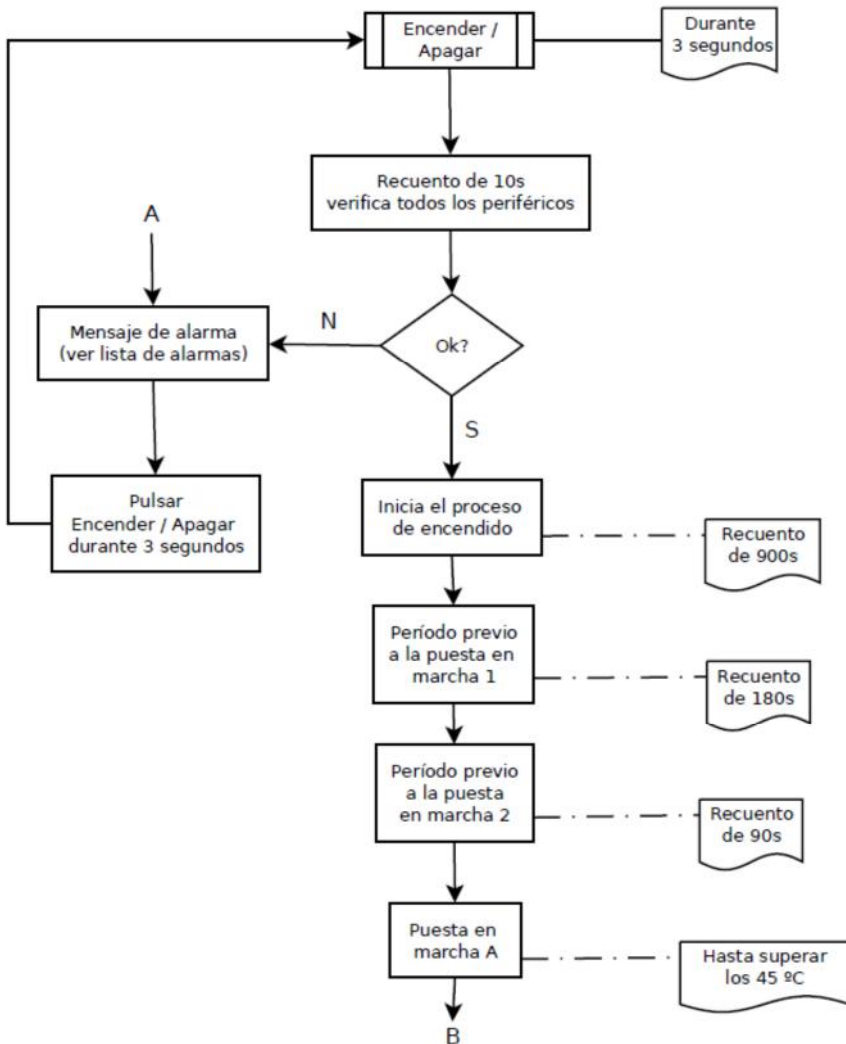 Encender /
Apagar
Durante
3 segundos
Recuento de 10s
verifica todos los periféricos
A
Mensaje de alarma
(ver lista de alarmas)
N
Ok?
S
Pulsar
Encender / Apagar
durante 3 segundos
Inicia el proceso
de encendido
Recuento
de 900s
Período previo
a la puesta en
marcha 1
Recuento
de 180s
Período previo
a la puesta
en marcha 2
Recuento
de 90s
Puesta en
marcha A
Hasta superar
los 45 ºC
B